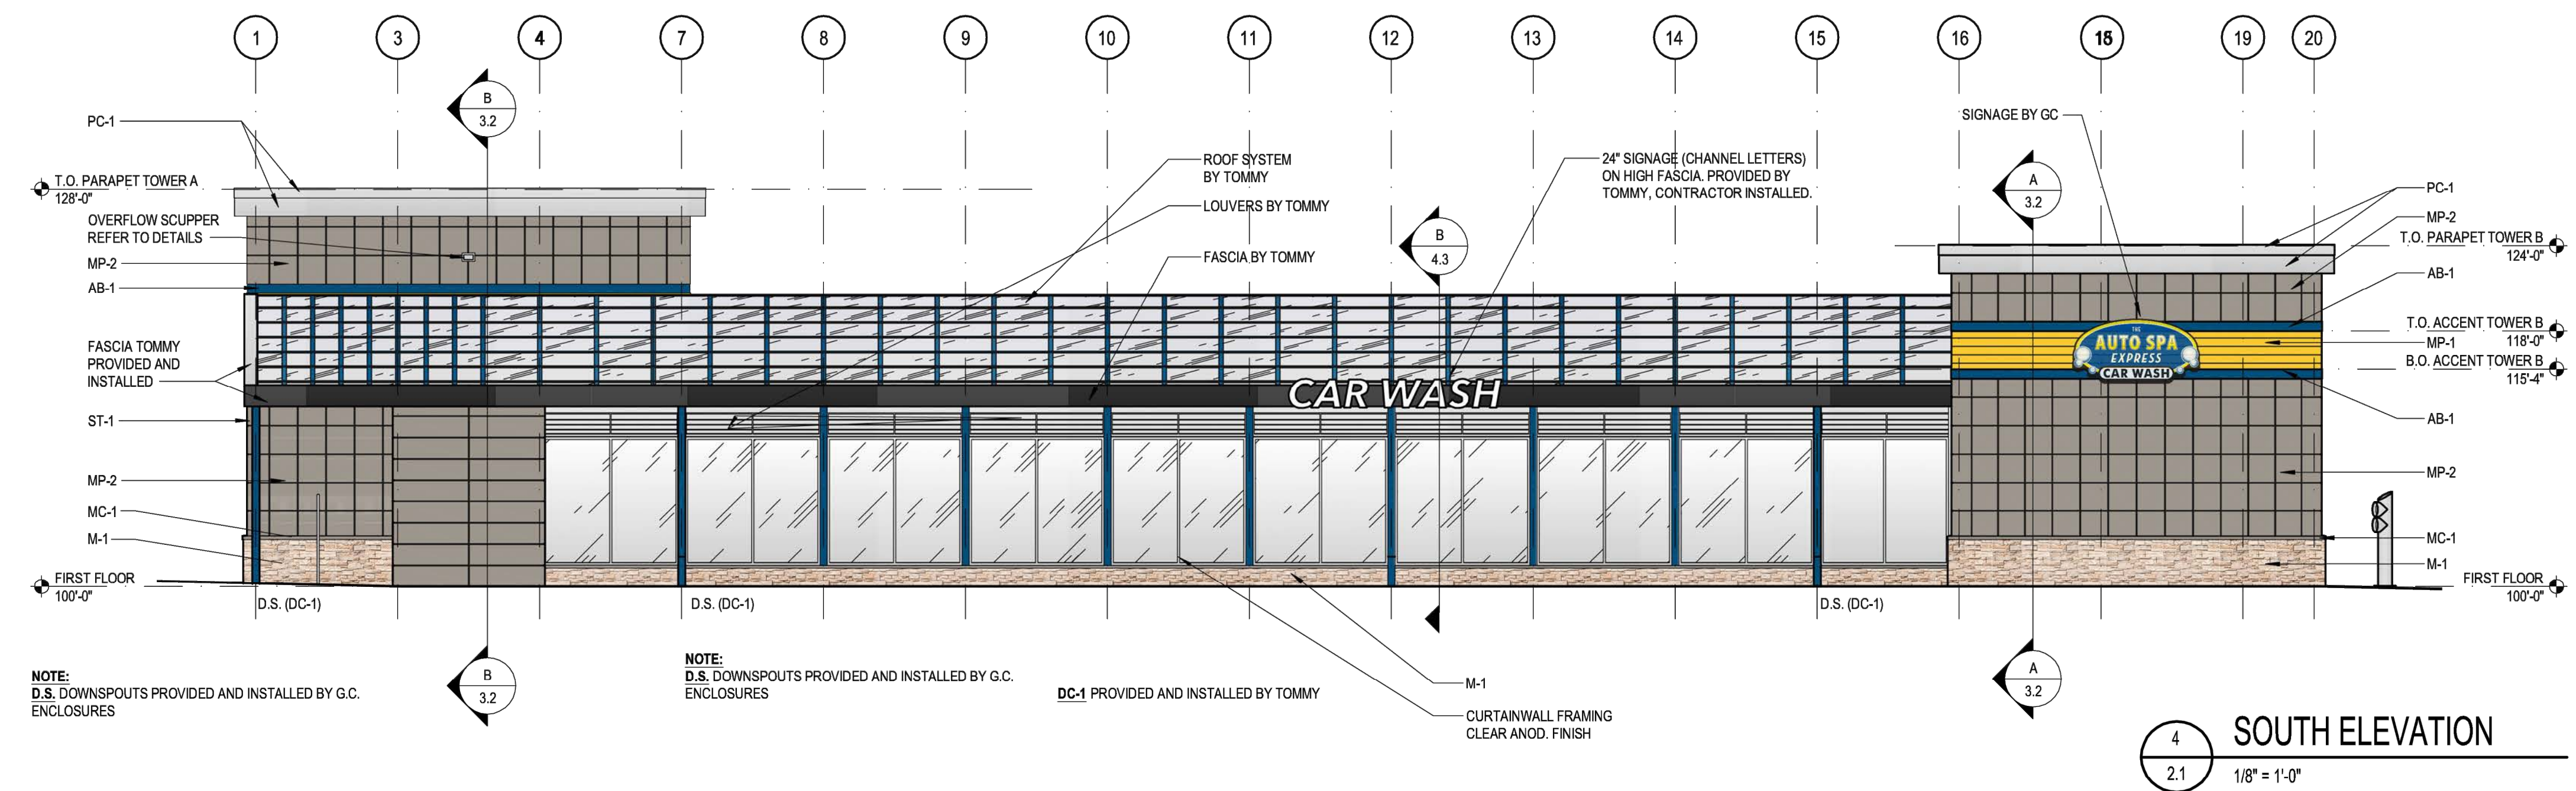 1 3 4 7 8 9 10 11 12 13 14 15 16 18 19 20
B
3.2
PC-1
T.O. PARAPET TOWER A
128'-0"
OVERFLOW SCUPPER
REFER TO DETAILS
MP-2
AB-1
FASCIA TOMMY
PROVIDED AND
INSTALLED
ST-1
MP-2
MC-1
M-1
FIRST FLOOR
100'-0"
ROOF SYSTEM
BY TOMMY
LOUVERS BY TOMMY
FASCIA BY TOMMY
B
4.3
24" SIGNAGE (CHANNEL LETTERS)
ON HIGH FASCIA. PROVIDED BY
TOMMY, CONTRACTOR INSTALLED.
CAR WASH
SIGNAGE BY GC
A
3.2
THE
AUTO SPA
EXPRESS
CAR WASH
PC-1
MP-2
T.O. PARAPET TOWER B
124'-0"
AB-1
T.O. ACCENT TOWER B
118'-0"
MP-1
B.O. ACCENT TOWER B
115'-4"
AB-1
MP-2
MC-1
M-1
FIRST FLOOR
100'-0"
D.S. (DC-1)
D.S. (DC-1)
D.S. (DC-1)
NOTE:
D.S. DOWNSPOUTS PROVIDED AND INSTALLED BY G.C.
ENCLOSURES
B
3.2
NOTE:
D.S. DOWNSPOUTS PROVIDED AND INSTALLED BY G.C.
ENCLOSURES
DC-1 PROVIDED AND INSTALLED BY TOMMY
M-1
CURTAINWALL FRAMING
CLEAR ANOD. FINISH
A
3.2
4
2.1
SOUTH ELEVATION
1/8" = 1'-0"